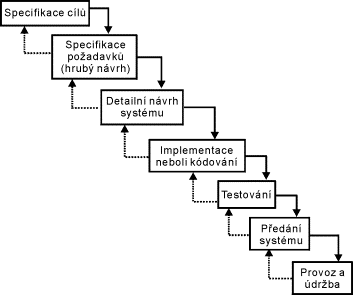 Specifikace cílů
Specifikace
požadavků
(hrubý návrh)
Detailní návrh
systému
Implementace
neboli kódování
Testování
Předání
systému
Provoz a
údržba